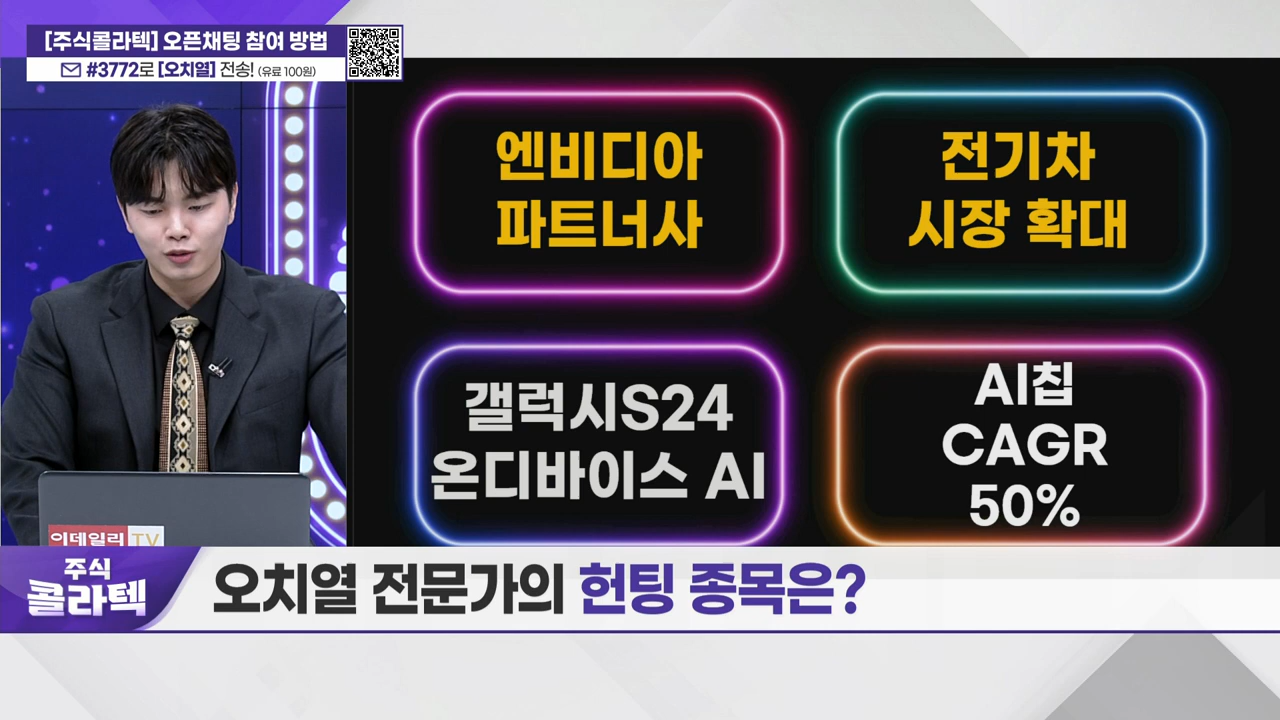 [주식콜라텍] 오픈채팅 참여 방법
#3772로 [오치열] 전송! (유료 100원)
엔비디아
파트너사
전기차
시장 확대
갤럭시S24
온디바이스 AI
AI칩
CAGR
50%
이데일리 TV
주식
콜라텍
오치열 전문가의 헌팅 종목은?